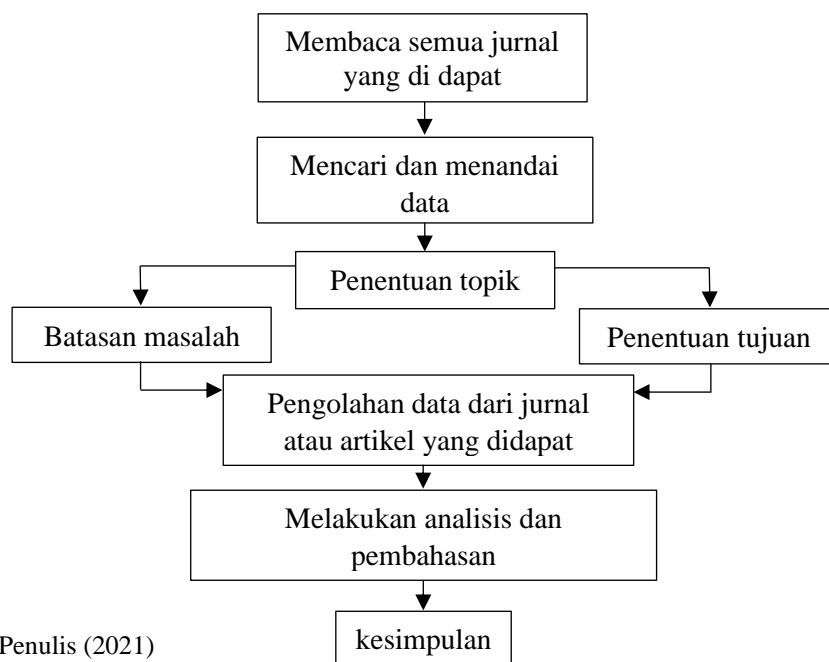 Membaca semua jurnal
yang di dapat
Mencari dan menandai
data
Penentuan topik
Batasan masalah
Penentuan tujuan
Pengolahan data dari jurnal
atau artikel yang didapat
Melakukan analisis dan
pembahasan
kesimpulan
Penulis (2021)